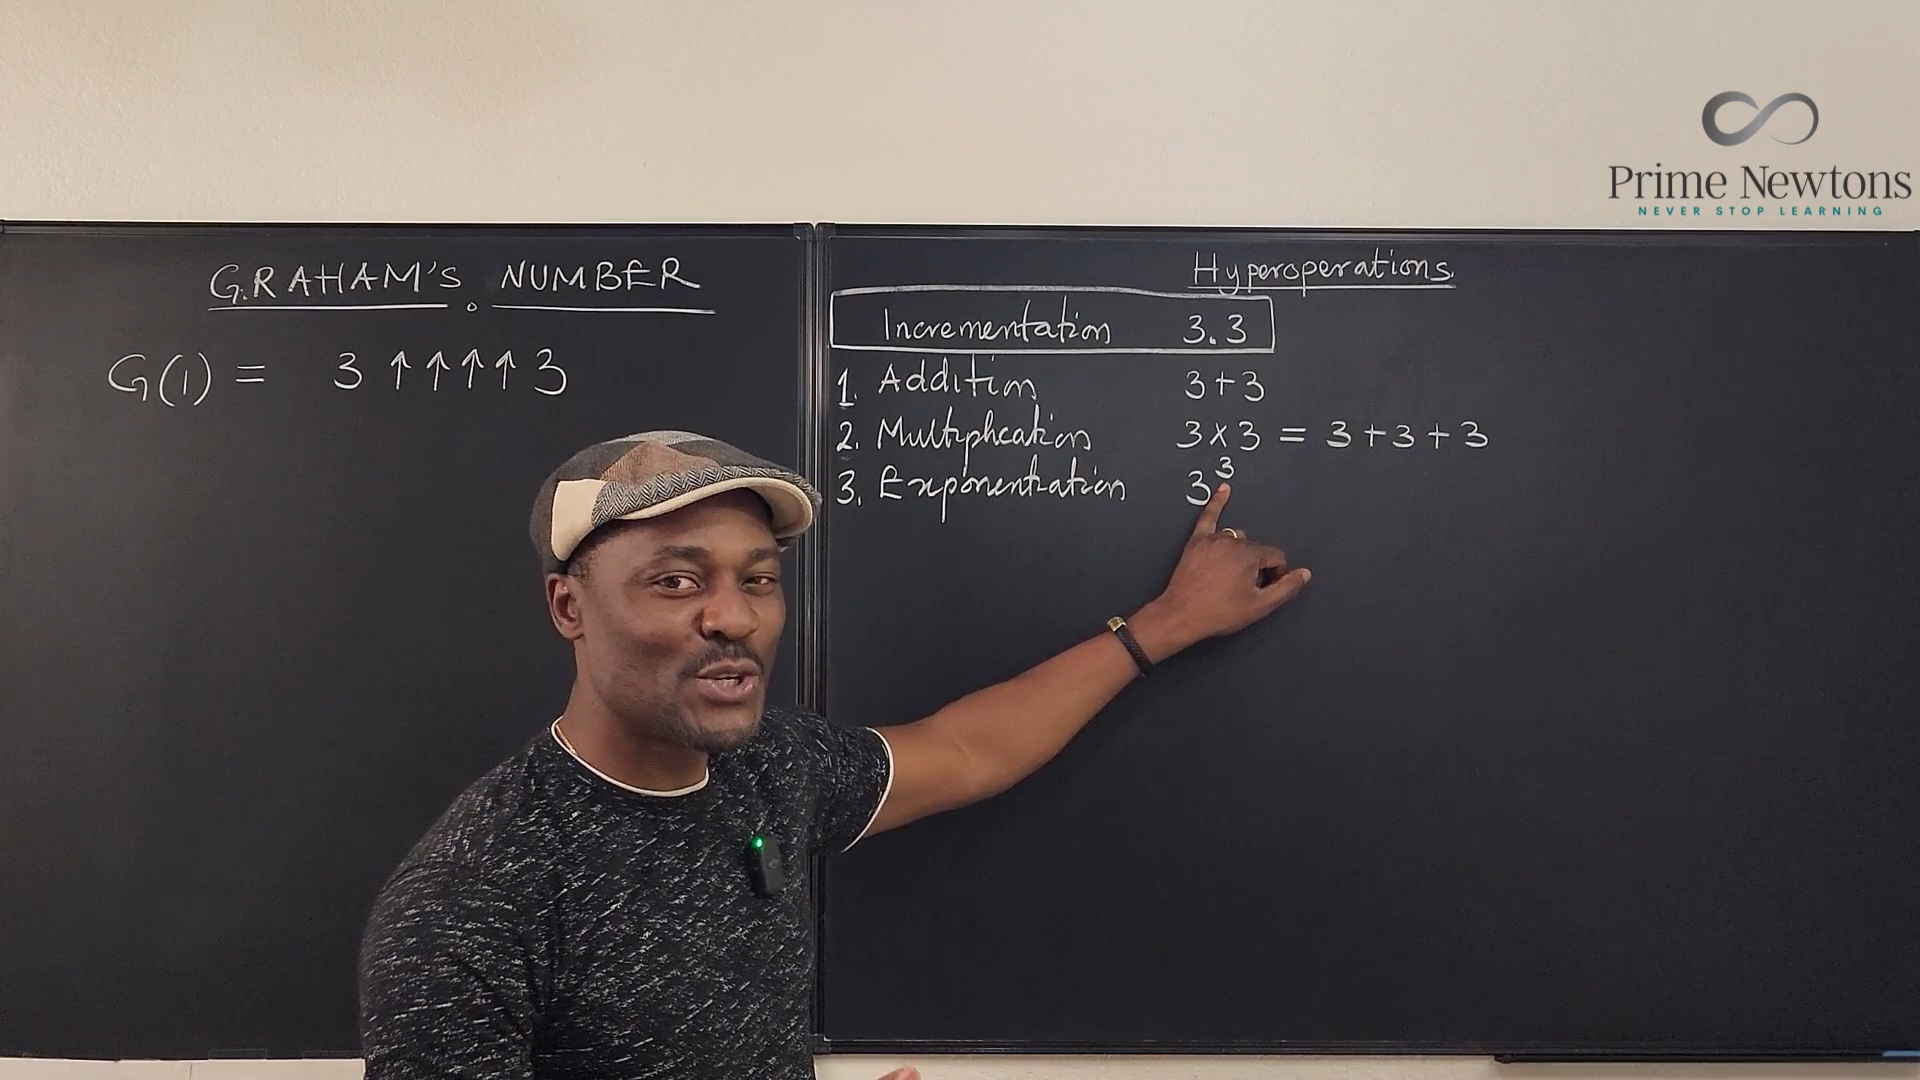 Prime Newtons
NEVER STOP LEARNING
GRAHAM'S NUMBER
G(1) = 3 ↑↑↑↑ 3
Hyperoperations
Incrementation 3.3
1. Addition 3+3
2. Multiplication 3×3 = 3+3+3
3. Exponentiation 3³